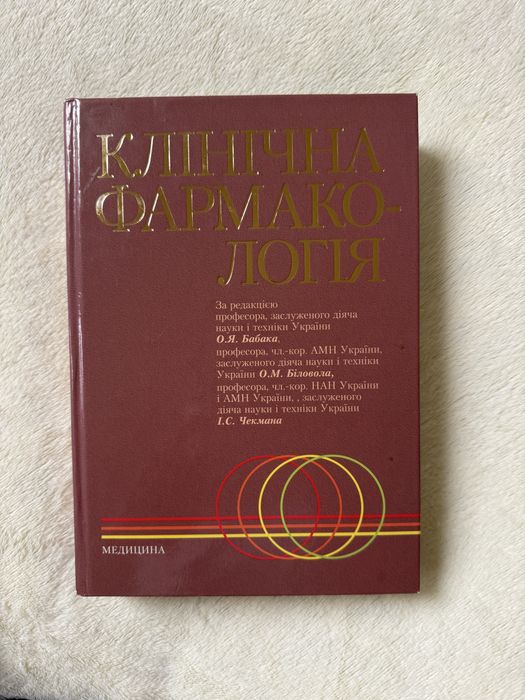 КЛІНІЧНА
ФАРМАКО-
ЛОГІЯ
За редакцією
професора, заслуженого діяча
науки і техніки України
О.Я. Бабака,
професора, чл.-кор. АМН України,
заслуженого діяча науки і техніки
України О.М. Біловола,
професора, чл.-кор. НАН України
і АМН України, , заслуженого
діяча науки і техніки України
І.С. Чекмана
МЕДИЦИНА